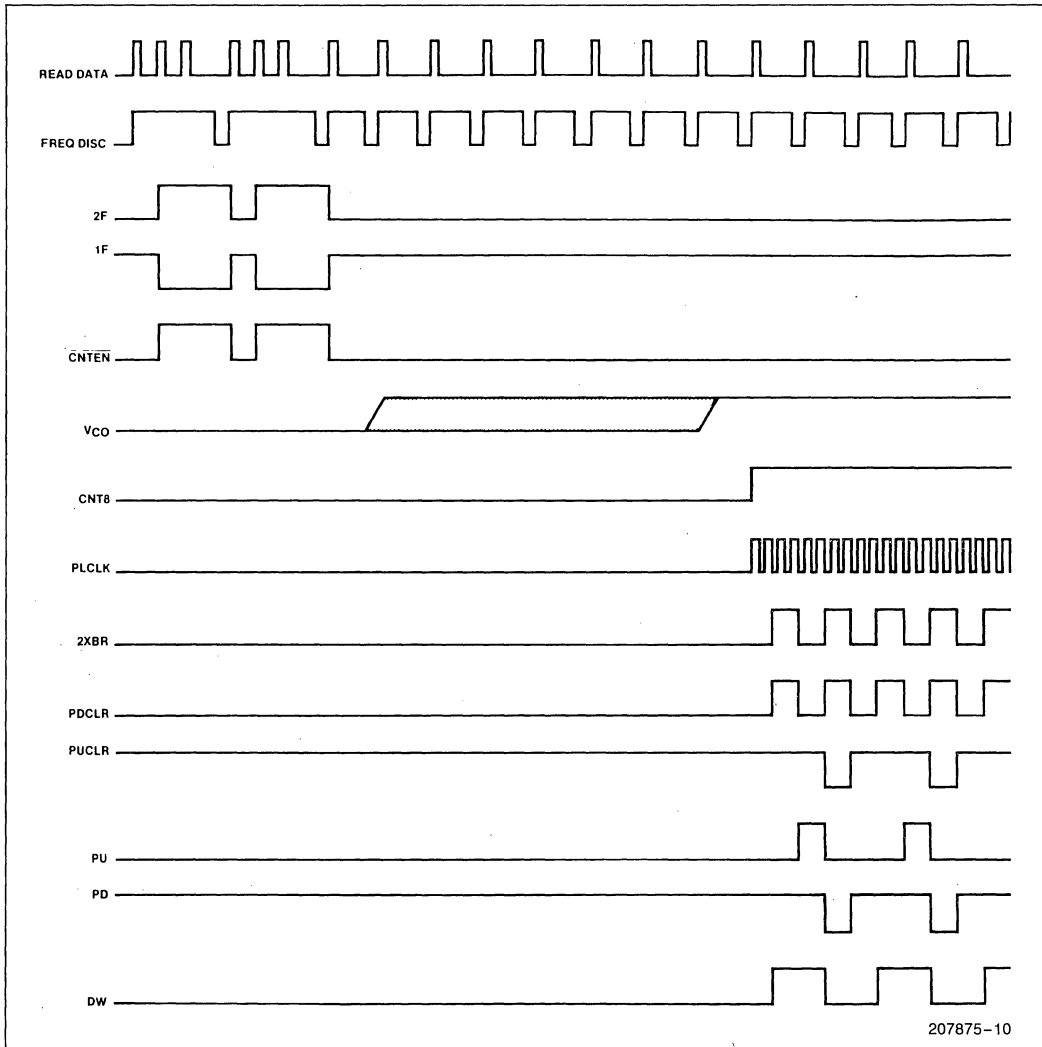 READ DATA
FREQ DISC
2F
1F
CNTEN
VCO
CNT8
PLCLK
2XBR
PDCLR
PUCLR
PU
PD
DW
207875-10